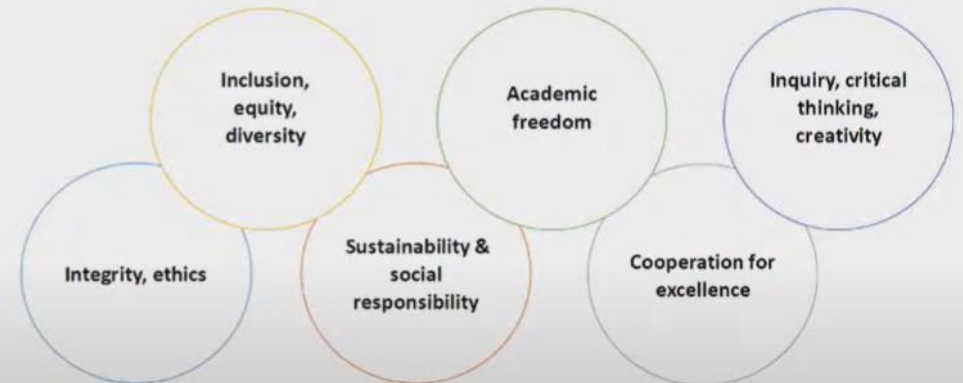 Inclusion,
equity,
diversity
Academic
freedom
Inquiry, critical
thinking,
creativity
Integrity, ethics
Sustainability &
social
responsibility
Cooperation for
excellence